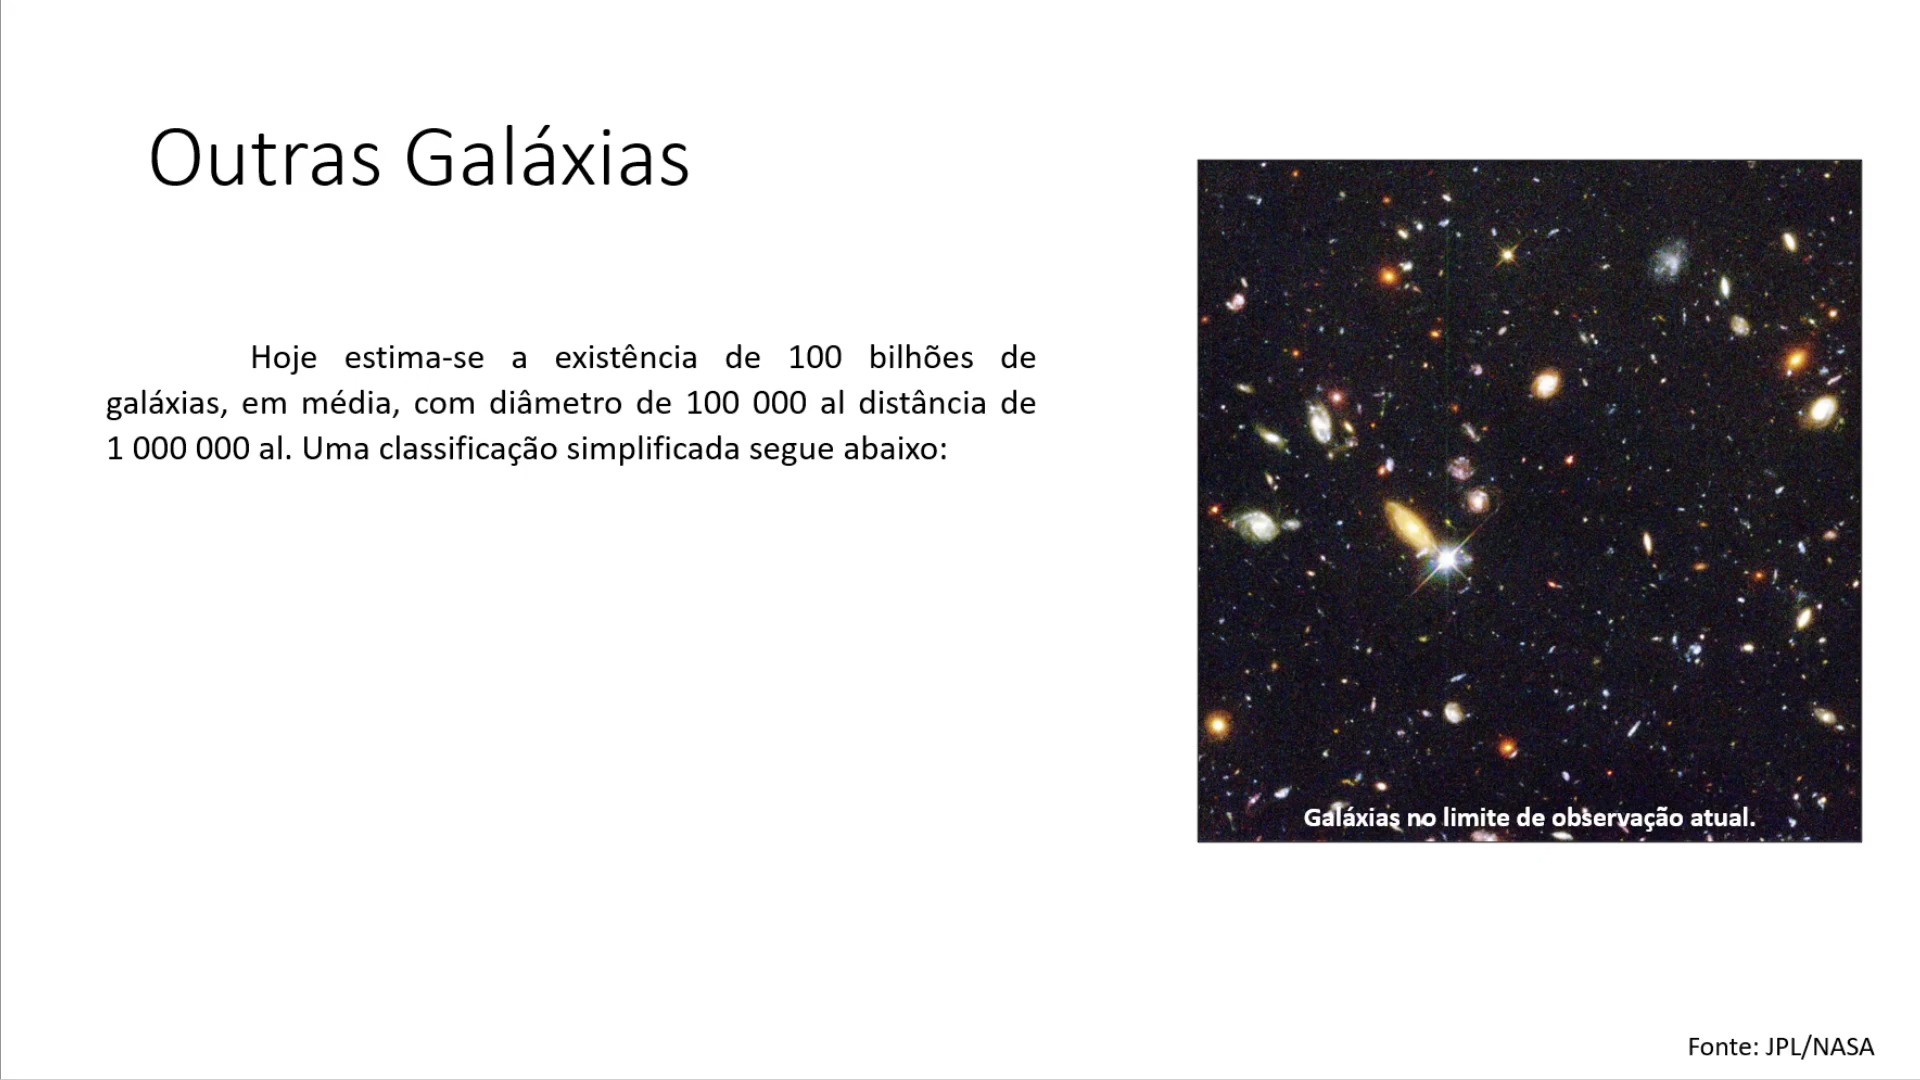 Outras Galáxias
Hoje estima-se a existência de 100 bilhões de
galáxias, em média, com diâmetro de 100 000 al distância de
1 000 000 al. Uma classificação simplificada segue abaixo:
Galáxias no limite de observação atual.
Fonte: JPL/NASA